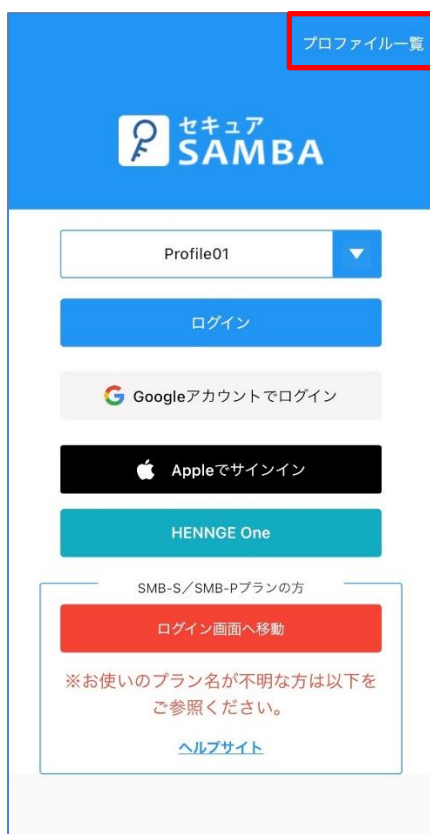 プロファイル一覧
セキュア
SAMBA
Profile01
ログイン
Googleアカウントでログイン
Appleでサインイン
HENNGE One
SMB-S／SMB-Pプランの方
ログイン画面へ移動
※お使いのプラン名が不明な方は以下を
ご参照ください。
ヘルプサイト